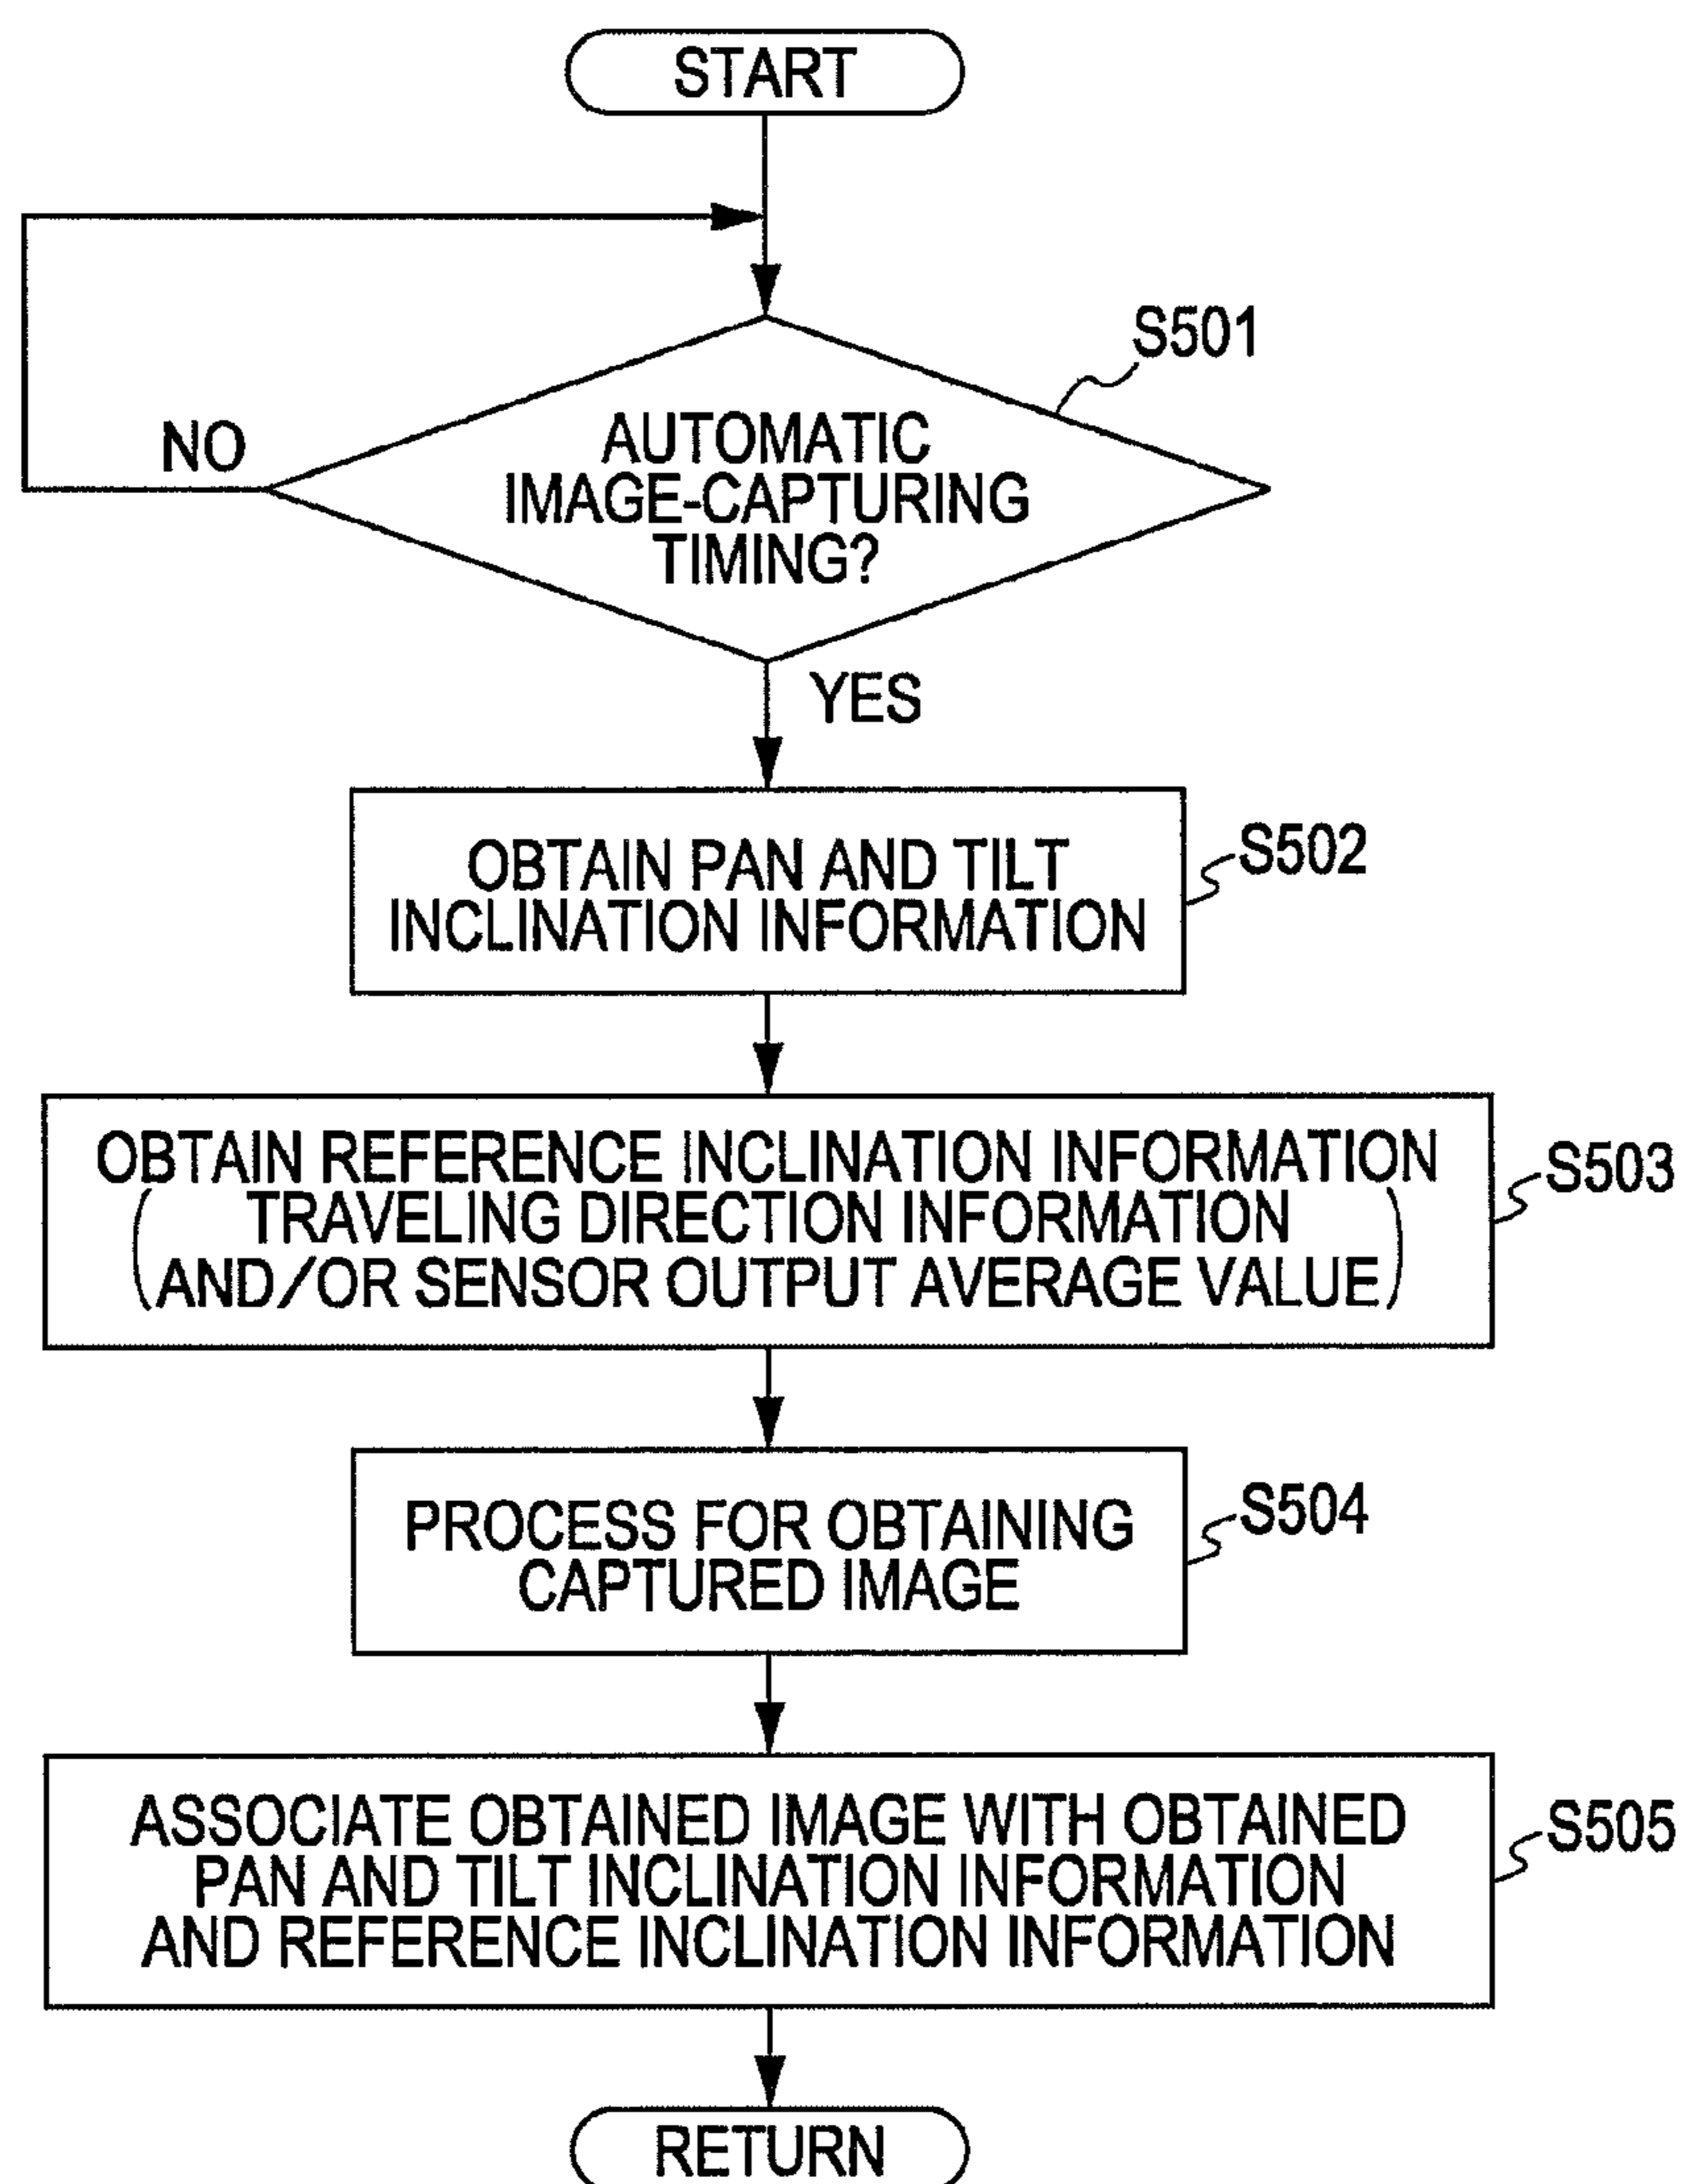 START
S501
NO
AUTOMATIC
IMAGE-CAPTURING
TIMING?
YES
OBTAIN PAN AND TILT
INCLINATION INFORMATION
S502
OBTAIN REFERENCE INCLINATION INFORMATION
(TRAVELING DIRECTION INFORMATION
AND/OR SENSOR OUTPUT AVERAGE VALUE)
S503
PROCESS FOR OBTAINING
CAPTURED IMAGE
S504
ASSOCIATE OBTAINED IMAGE WITH OBTAINED
PAN AND TILT INCLINATION INFORMATION
AND REFERENCE INCLINATION INFORMATION
S505
RETURN